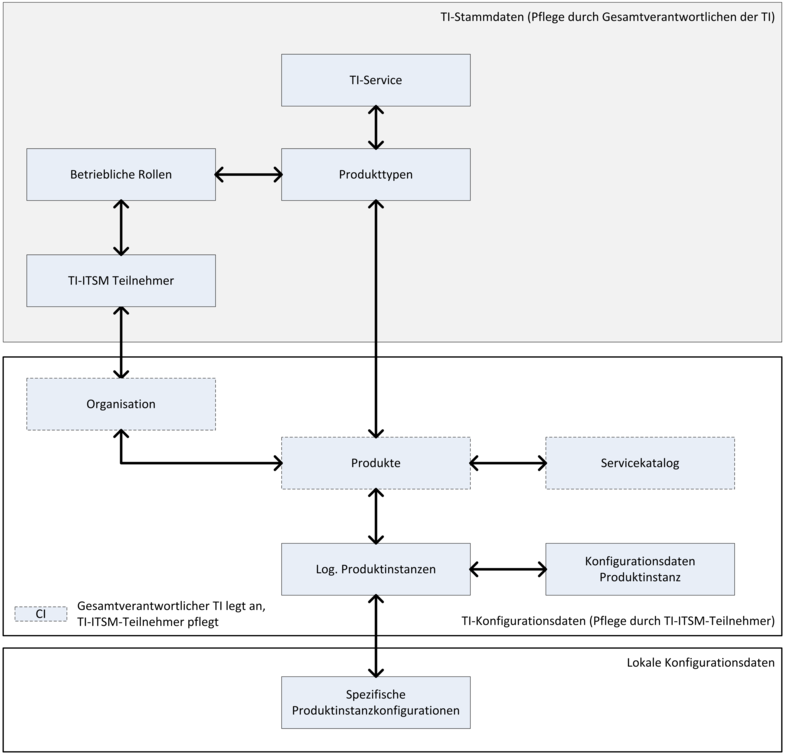 TI-Stammdaten (Pflege durch Gesamtverantwortlichen der TI)
TI-Service
Betriebliche Rollen
Produkttypen
TI-ITSM Teilnehmer
Organisation
Produkte
Servicekatalog
Log. Produktinstanzen
Konfigurationsdaten
Produktinstanz
CI
Gesamtverantwortlicher TI legt an,
TI-ITSM-Teilnehmer pflegt
TI-Konfigurationsdaten (Pflege durch TI-ITSM-Teilnehmer)
Lokale Konfigurationsdaten
Spezifische
Produktinstanzkonfigurationen